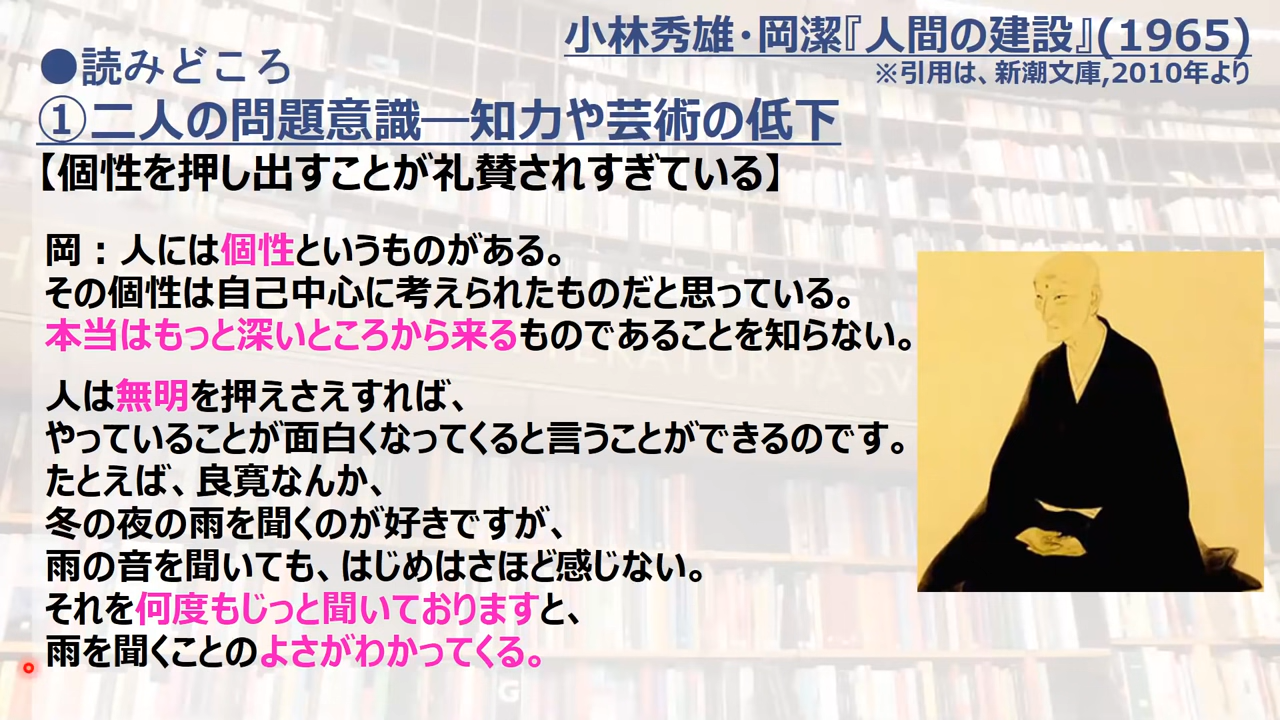 小林秀雄・岡潔『人間の建設』(1965)
※引用は、新潮文庫,2010年より
●読みどころ
①二人の問題意識―知力や芸術の低下
【個性を押し出すことが礼賛されすぎている】
岡：人には個性というものがある。
その個性は自己中心に考えられたものだと思っている。
本当はもっと深いところから来るものであることを知らない。
人は無明を押えさえすれば、
やっていることが面白くなってくると言うことができるのです。
たとえば、良寛なんか、
冬の夜の雨を聞くのが好きですが、
雨の音を聞いても、はじめはさほど感じない。
それを何度もじっと聞いておりますと、
雨を聞くことのよさがわかってくる。